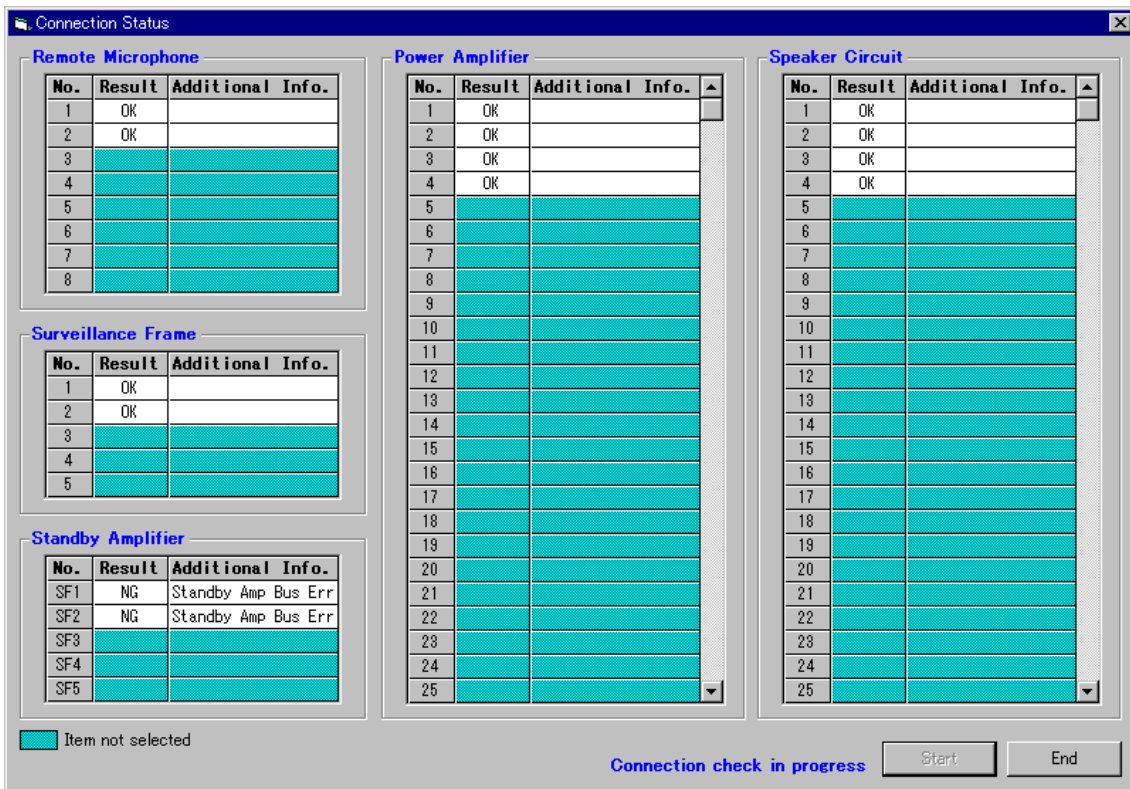 Connection Status
Remote Microphone
No. Result Additional Info.
1 OK
2 OK
3
4
5
6
7
8
Surveillance Frame
No. Result Additional Info.
1 OK
2 OK
3
4
5
Standby Amplifier
No. Result Additional Info.
SF1 NG Standby Amp Bus Err
SF2 NG Standby Amp Bus Err
SF3
SF4
SF5
Item not selected
Power Amplifier
No. Result Additional Info.
1 OK
2 OK
3 OK
4 OK
5
6
7
8
9
10
11
12
13
14
15
16
17
18
19
20
21
22
23
24
25
Speaker Circuit
No. Result Additional Info.
1 OK
2 OK
3 OK
4 OK
5
6
7
8
9
10
11
12
13
14
15
16
17
18
19
20
21
22
23
24
25
Connection check in progress
Start
End